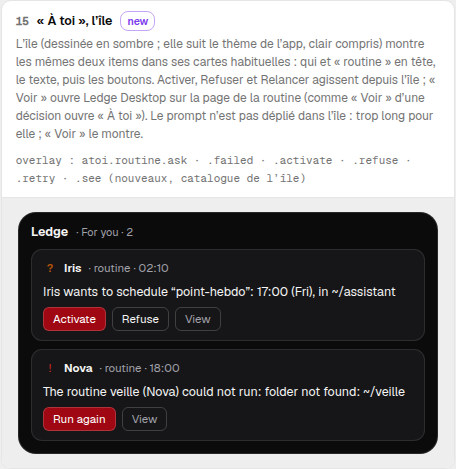 15 « À toi », l'île new
L'île (dessinée en sombre ; elle suit le thème de l'app, clair compris) montre
les mêmes deux items dans ses cartes habituelles : qui et « routine » en tête,
le texte, puis les boutons. Activer, Refuser et Relancer agissent depuis l'île ; «
Voir » ouvre Ledge Desktop sur la page de la routine (comme « Voir » d'une
décision ouvre « À toi »). Le prompt n'est pas déplié dans l'île : trop long pour
elle ; « Voir » le montre.
overlay : atoi.routine.ask · .failed · .activate · .refuse ·
.retry · .see (nouveaux, catalogue de l'île)
Ledge · For you · 2
? Iris · routine · 02:10
Iris wants to schedule “point-hebdo”: 17:00 (Fri), in ~/assistant
Activate Refuse View
! Nova · routine · 18:00
The routine veille (Nova) could not run: folder not found: ~/veille
Run again View